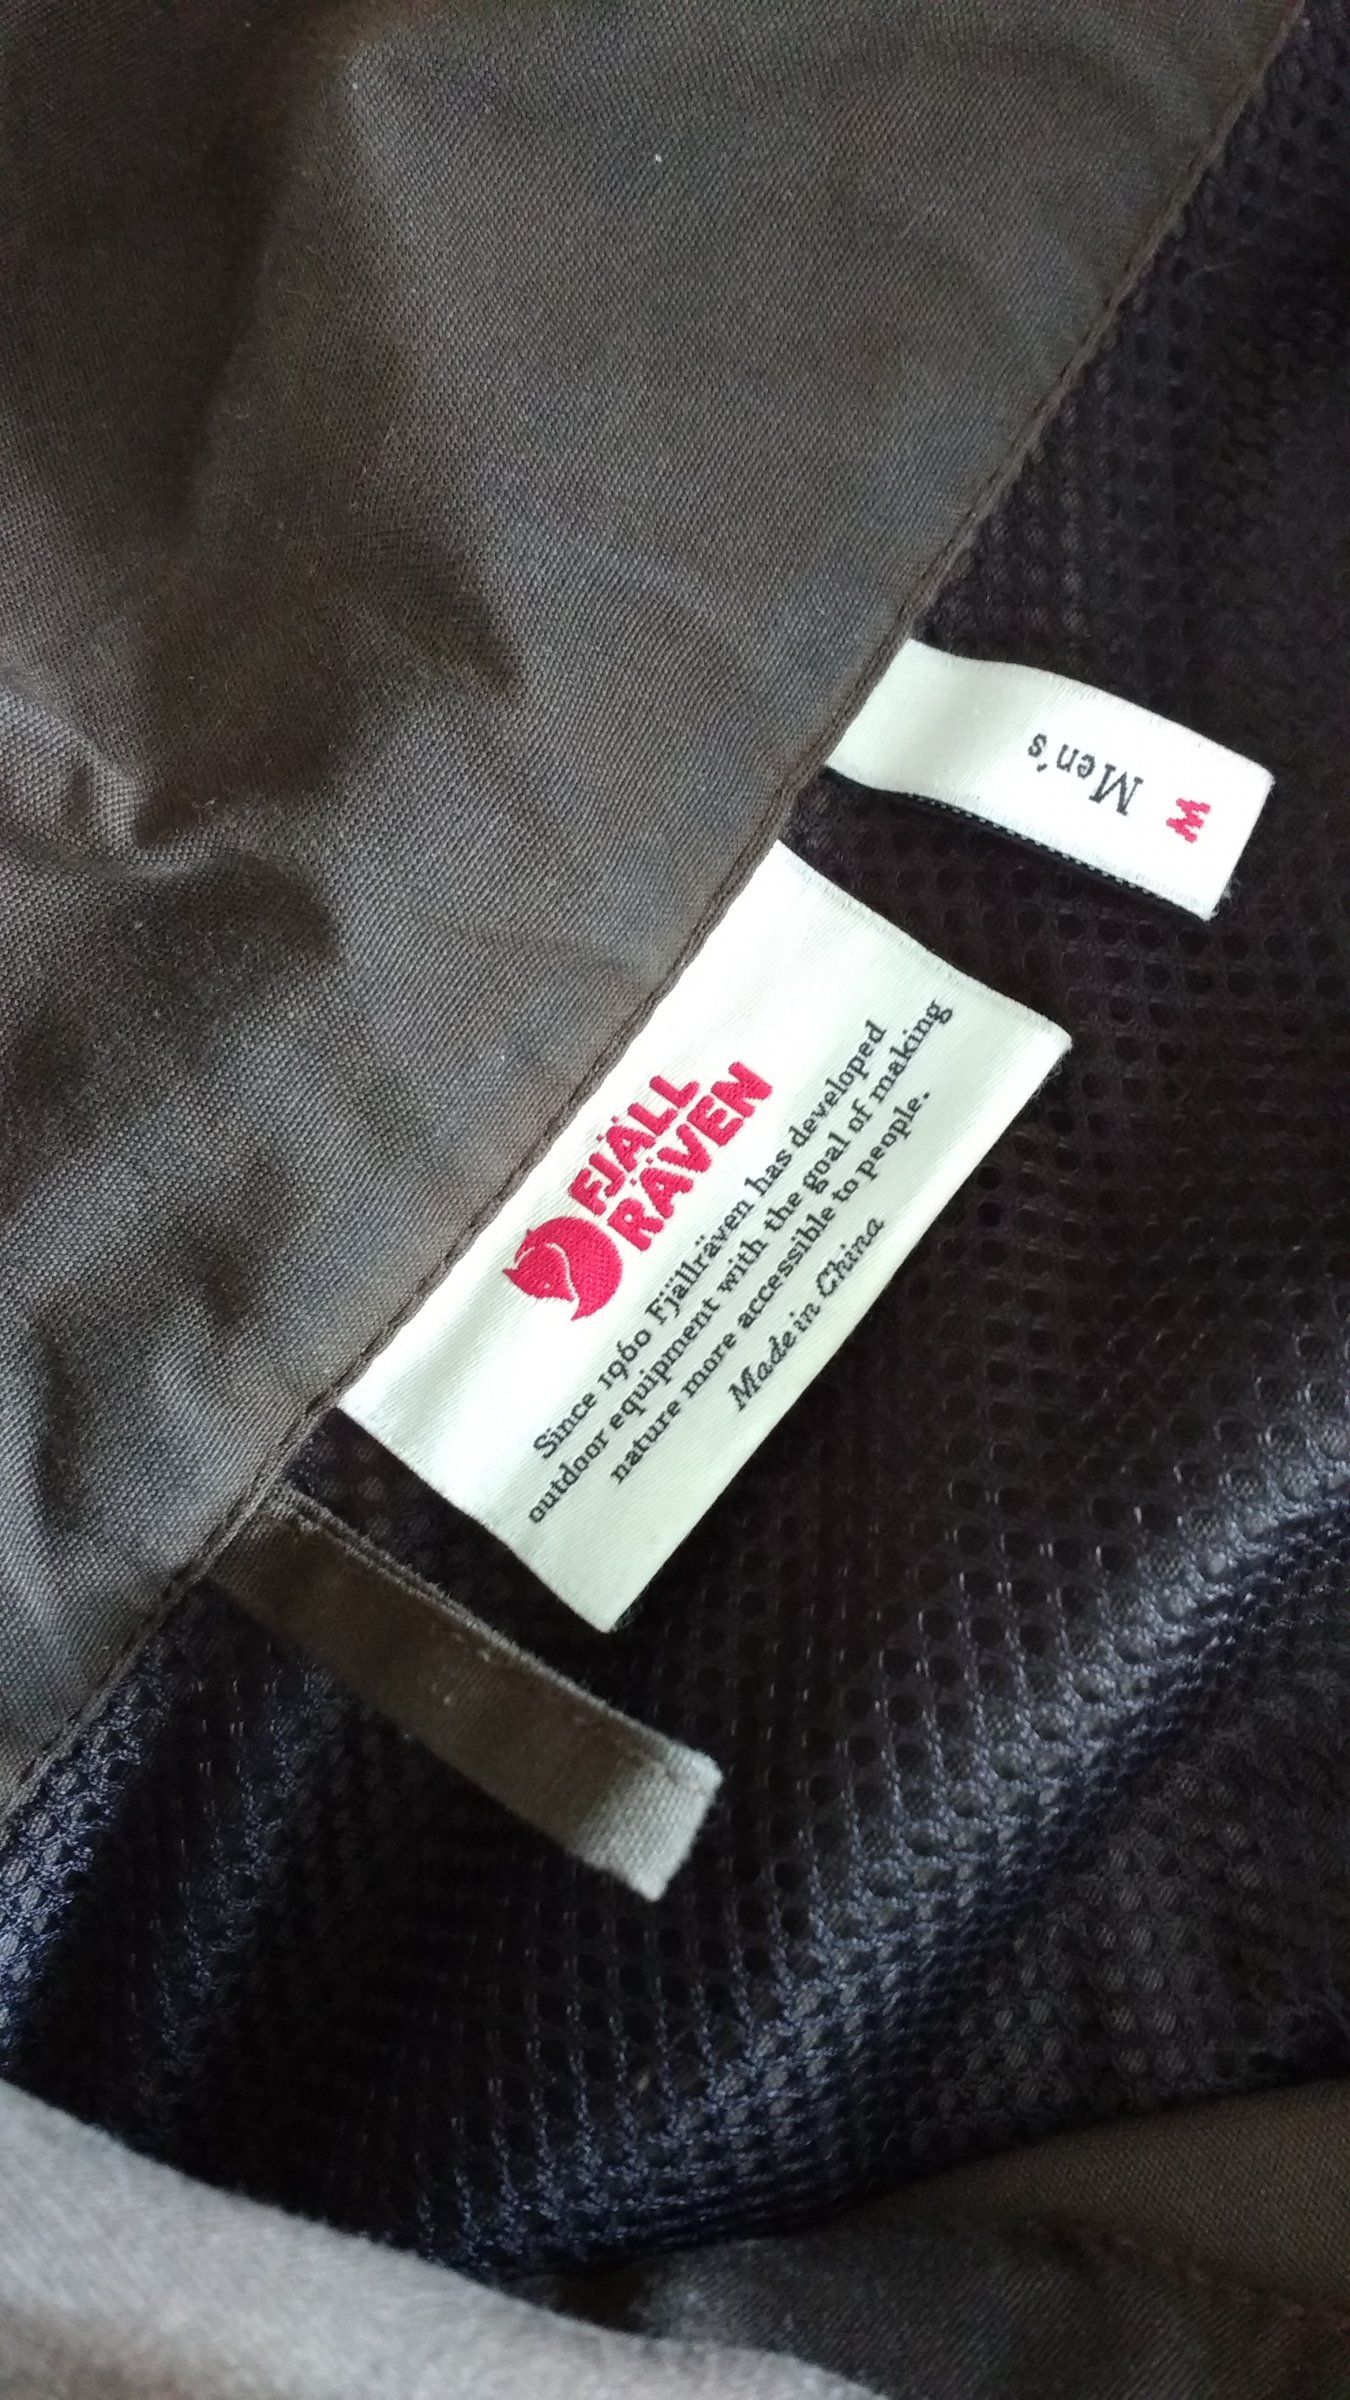 M Men's
FJÄLL
RÄVEN
Since 1960 Fjällräven has developed
outdoor equipment with the goal of making
nature more accessible to people.
Made in China